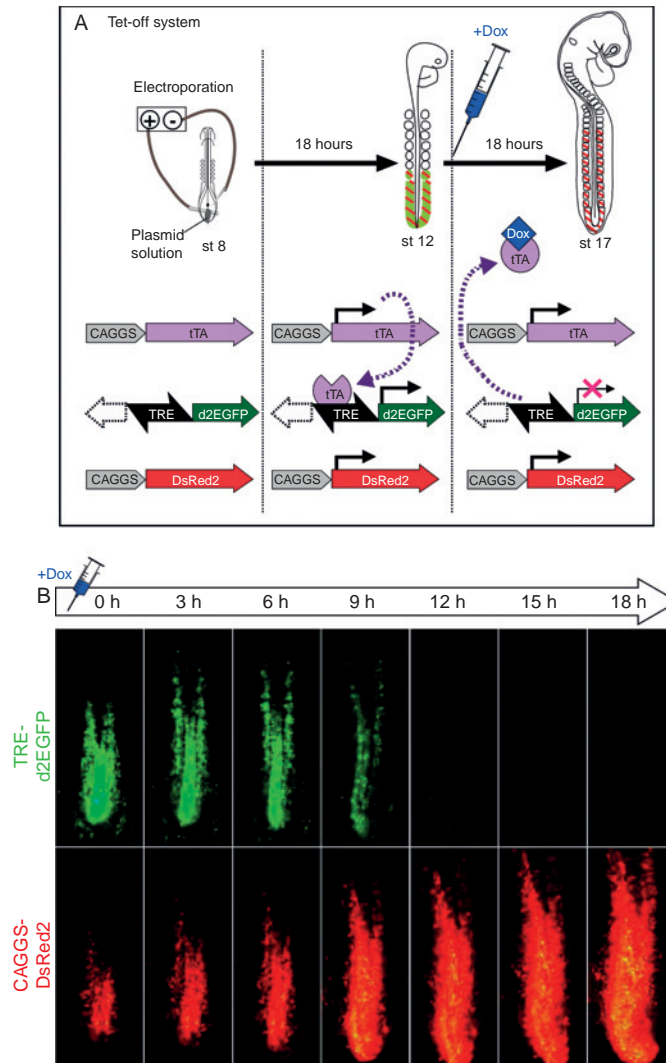 A Tet-off system
+Dox
Electroporation
+ -
18 hours
18 hours
Plasmid
solution
st 8
st 12
st 17
Dox
tTA
CAGGS tTA
CAGGS tTA
CAGGS tTA
tTA
TRE d2EGFP
TRE d2EGFP
TRE d2EGFP
CAGGS DsRed2
CAGGS DsRed2
CAGGS DsRed2
+Dox
B 0 h 3 h 6 h 9 h 12 h 15 h 18 h
TRE-
d2EGFP
CAGGS-
DsRed2